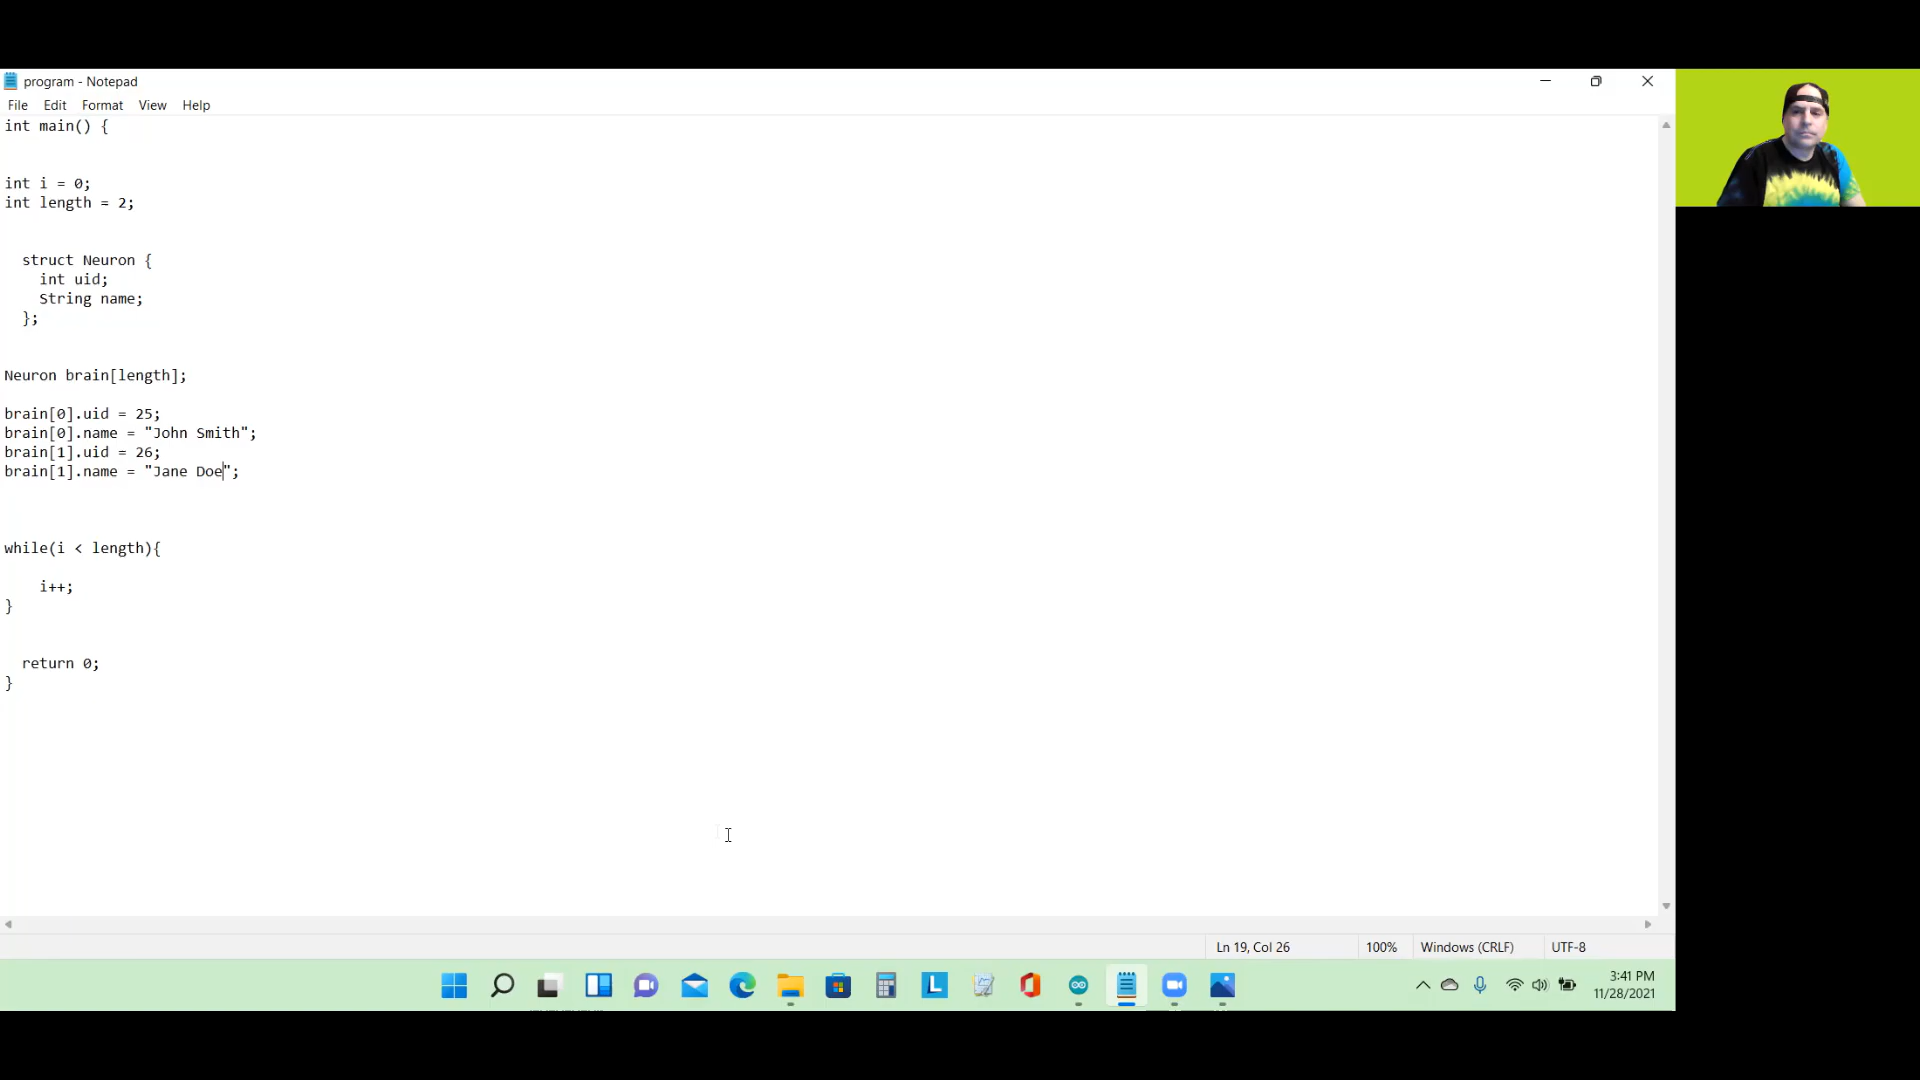 program - Notepad
File Edit Format View Help
int main() {
int i = 0;
int length = 2;
struct Neuron {
int uid;
String name;
};
Neuron brain[length];
brain[0].uid = 25;
brain[0].name = "John Smith";
brain[1].uid = 26;
brain[1].name = "Jane Doe";
while(i < length){
i++;
}
return 0;
}
Ln 19, Col 26 100% Windows (CRLF) UTF-8
L
3:41 PM
11/28/2021